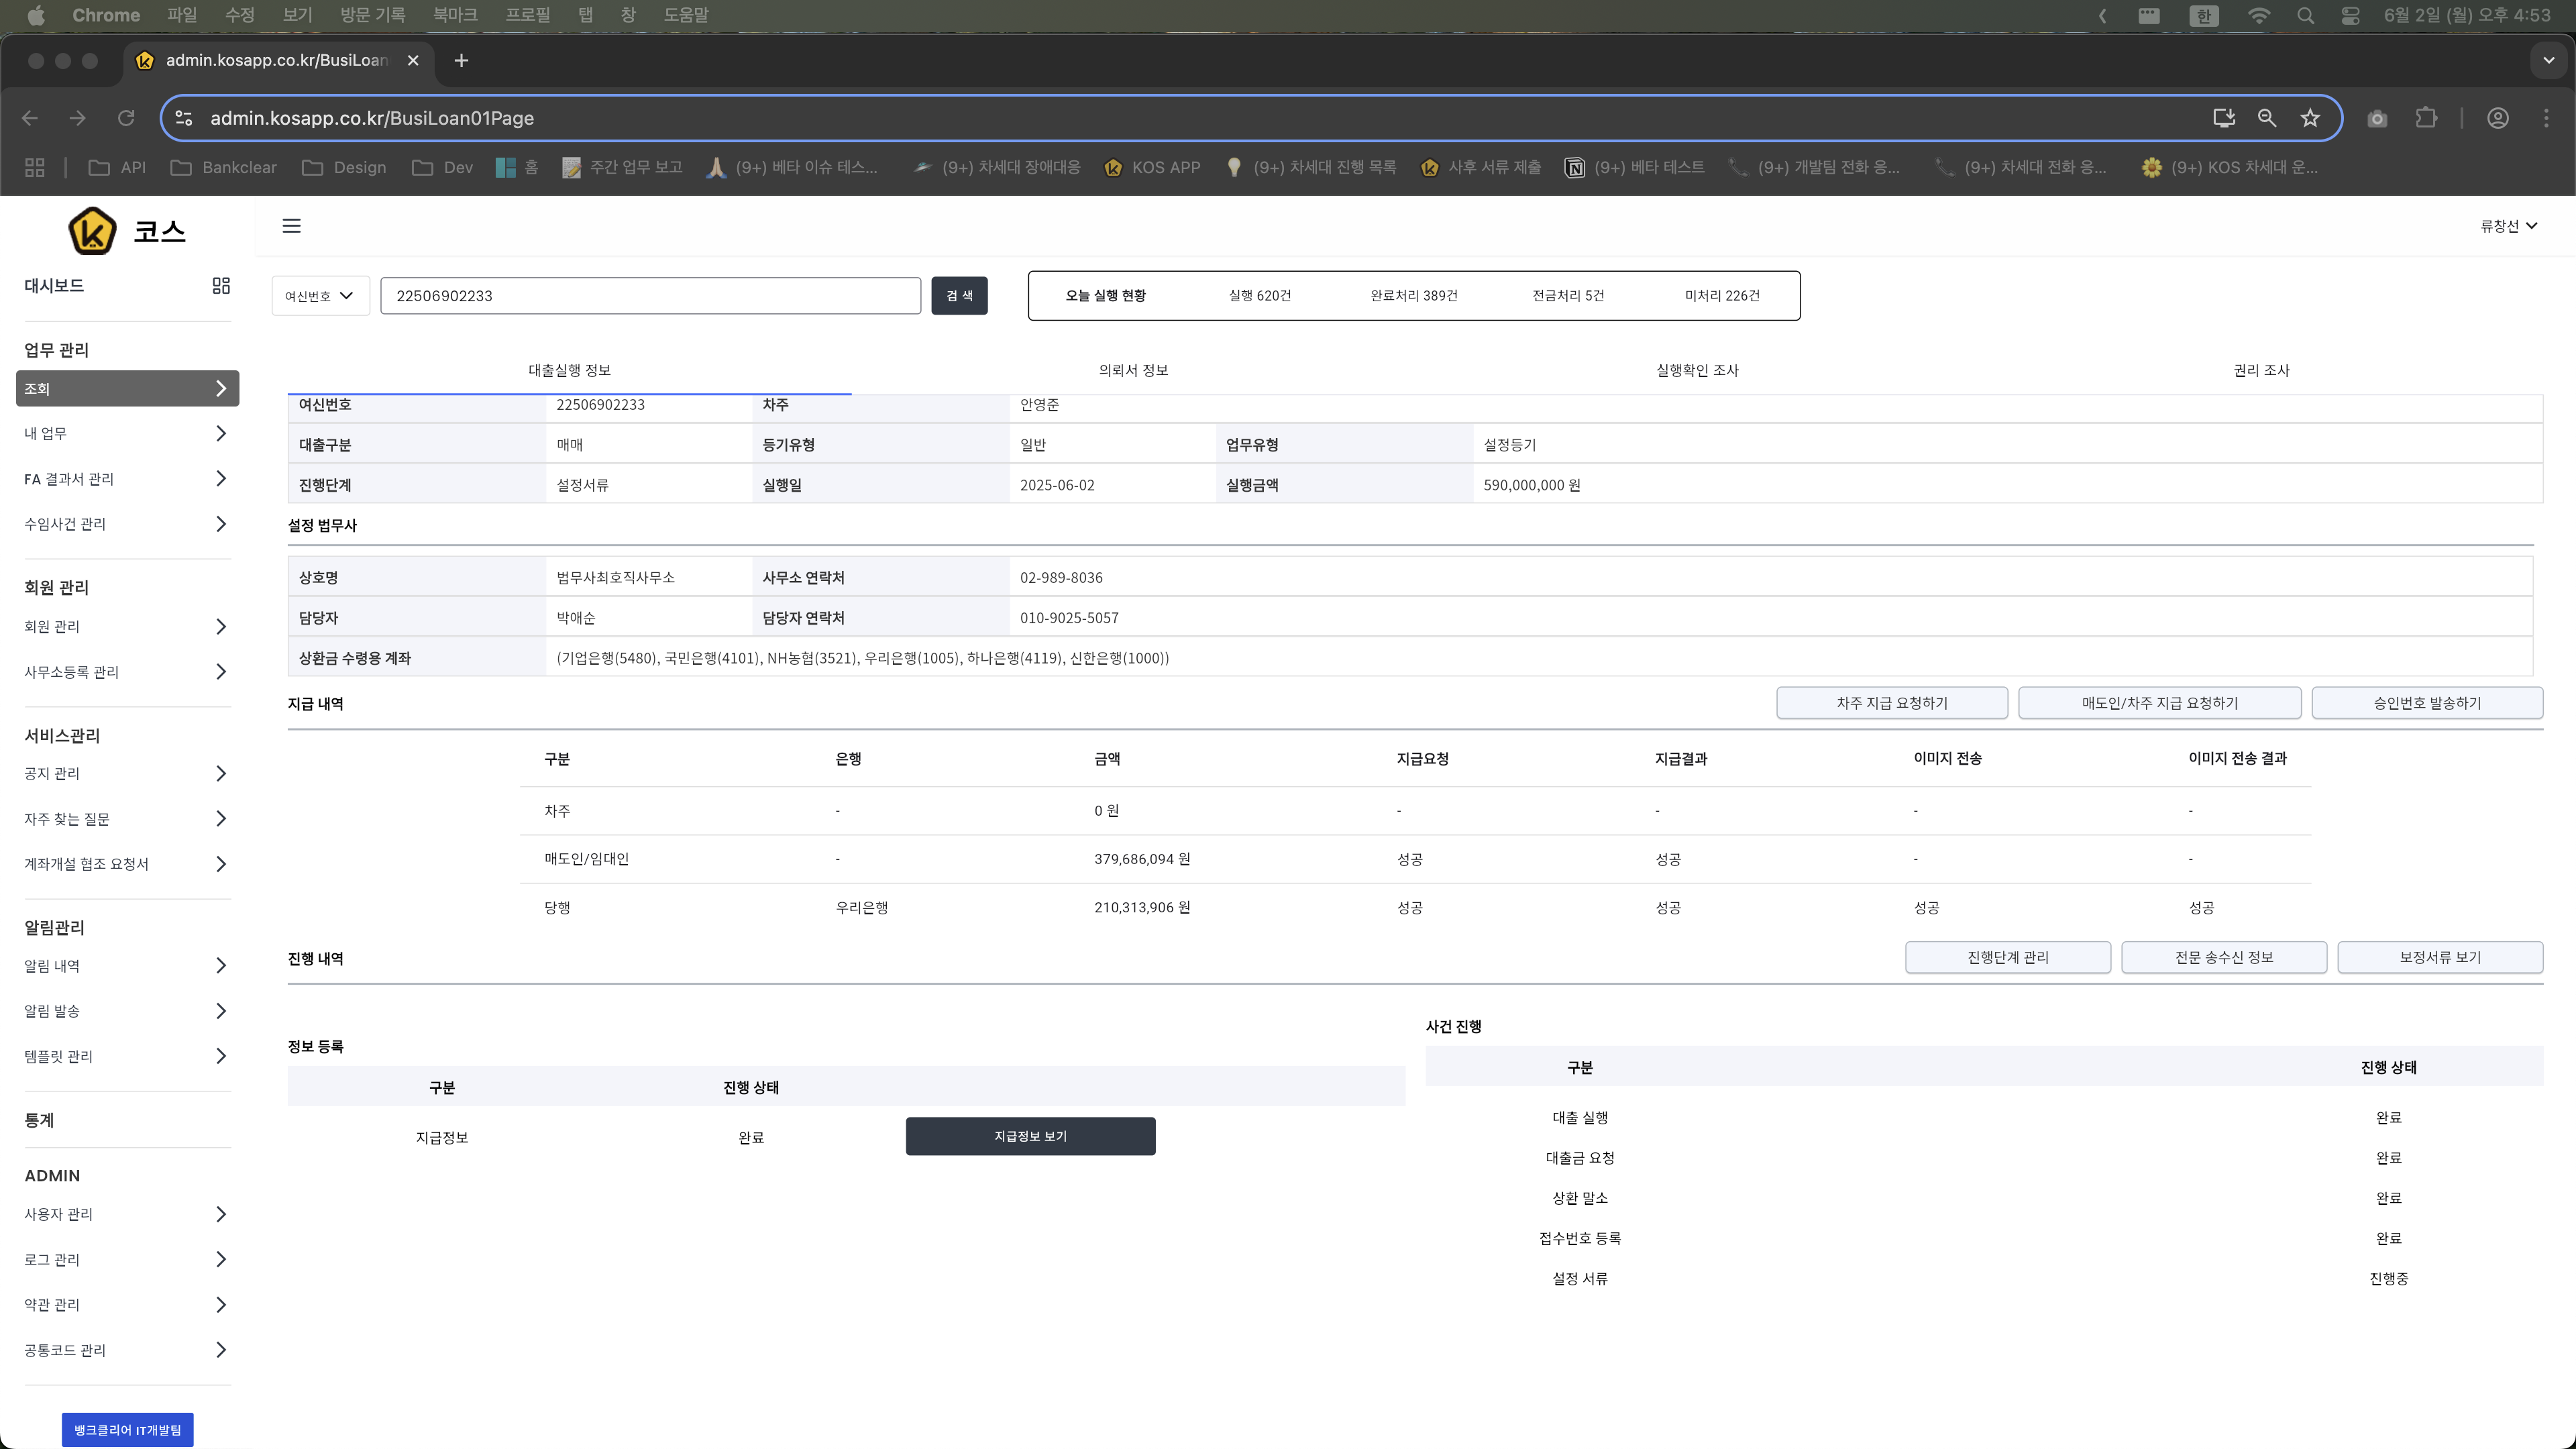 Chrome 파일 수정 보기 방문 기록 북마크 프로필 탭 창 도움말 한 6월 2일 (월) 오후 4:53
admin.kosapp.co.kr/BusiLoan
admin.kosapp.co.kr/BusiLoan01Page
API Bankclear Design Dev 홈 주간 업무 보고 (9+) 베타 이슈 테스... (9+) 차세대 장애대응 KOS APP (9+) 차세대 진행 목록 사후 서류 제출 (9+) 베타 테스트 (9+) 개발팀 전화 응... (9+) 차세대 전화 응... (9+) KOS 차세대 운...
코스
류창선
대시보드
업무 관리
조회
내 업무
FA 결과서 관리
수임사건 관리
회원 관리
회원 관리
사무소등록 관리
서비스관리
공지 관리
자주 찾는 질문
계좌개설 협조 요청서
알림관리
알림 내역
알림 발송
템플릿 관리
통계
ADMIN
사용자 관리
로그 관리
약관 관리
공통코드 관리
뱅크클리어 IT개발팀
여신번호 22506902233 검 색
오늘 실행 현황 실행 620건 완료처리 389건 전금처리 5건 미처리 226건
대출실행 정보 의뢰서 정보 실행확인 조사 권리 조사
여신번호 22506902233 차주 안영준
대출구분 매매 등기유형 일반 업무유형 설정등기
진행단계 설정서류 실행일 2025-06-02 실행금액 590,000,000 원
설정 법무사
상호명 법무사최호직사무소 사무소 연락처 02-989-8036
담당자 박애순 담당자 연락처 010-9025-5057
상환금 수령용 계좌 (기업은행(5480), 국민은행(4101), NH농협(3521), 우리은행(1005), 하나은행(4119), 신한은행(1000))
지급 내역 차주 지급 요청하기 매도인/차주 지급 요청하기 승인번호 발송하기
구분 은행 금액 지급요청 지급결과 이미지 전송 이미지 전송 결과
차주 - 0 원 - - - -
매도인/임대인 - 379,686,094 원 성공 성공 - -
당행 우리은행 210,313,906 원 성공 성공 성공 성공
진행 내역 진행단계 관리 전문 송수신 정보 보정서류 보기
정보 등록
구분 진행 상태
지급정보 완료 지급정보 보기
사건 진행
구분 진행 상태
대출 실행 완료
대출금 요청 완료
상환 말소 완료
접수번호 등록 완료
설정 서류 진행중